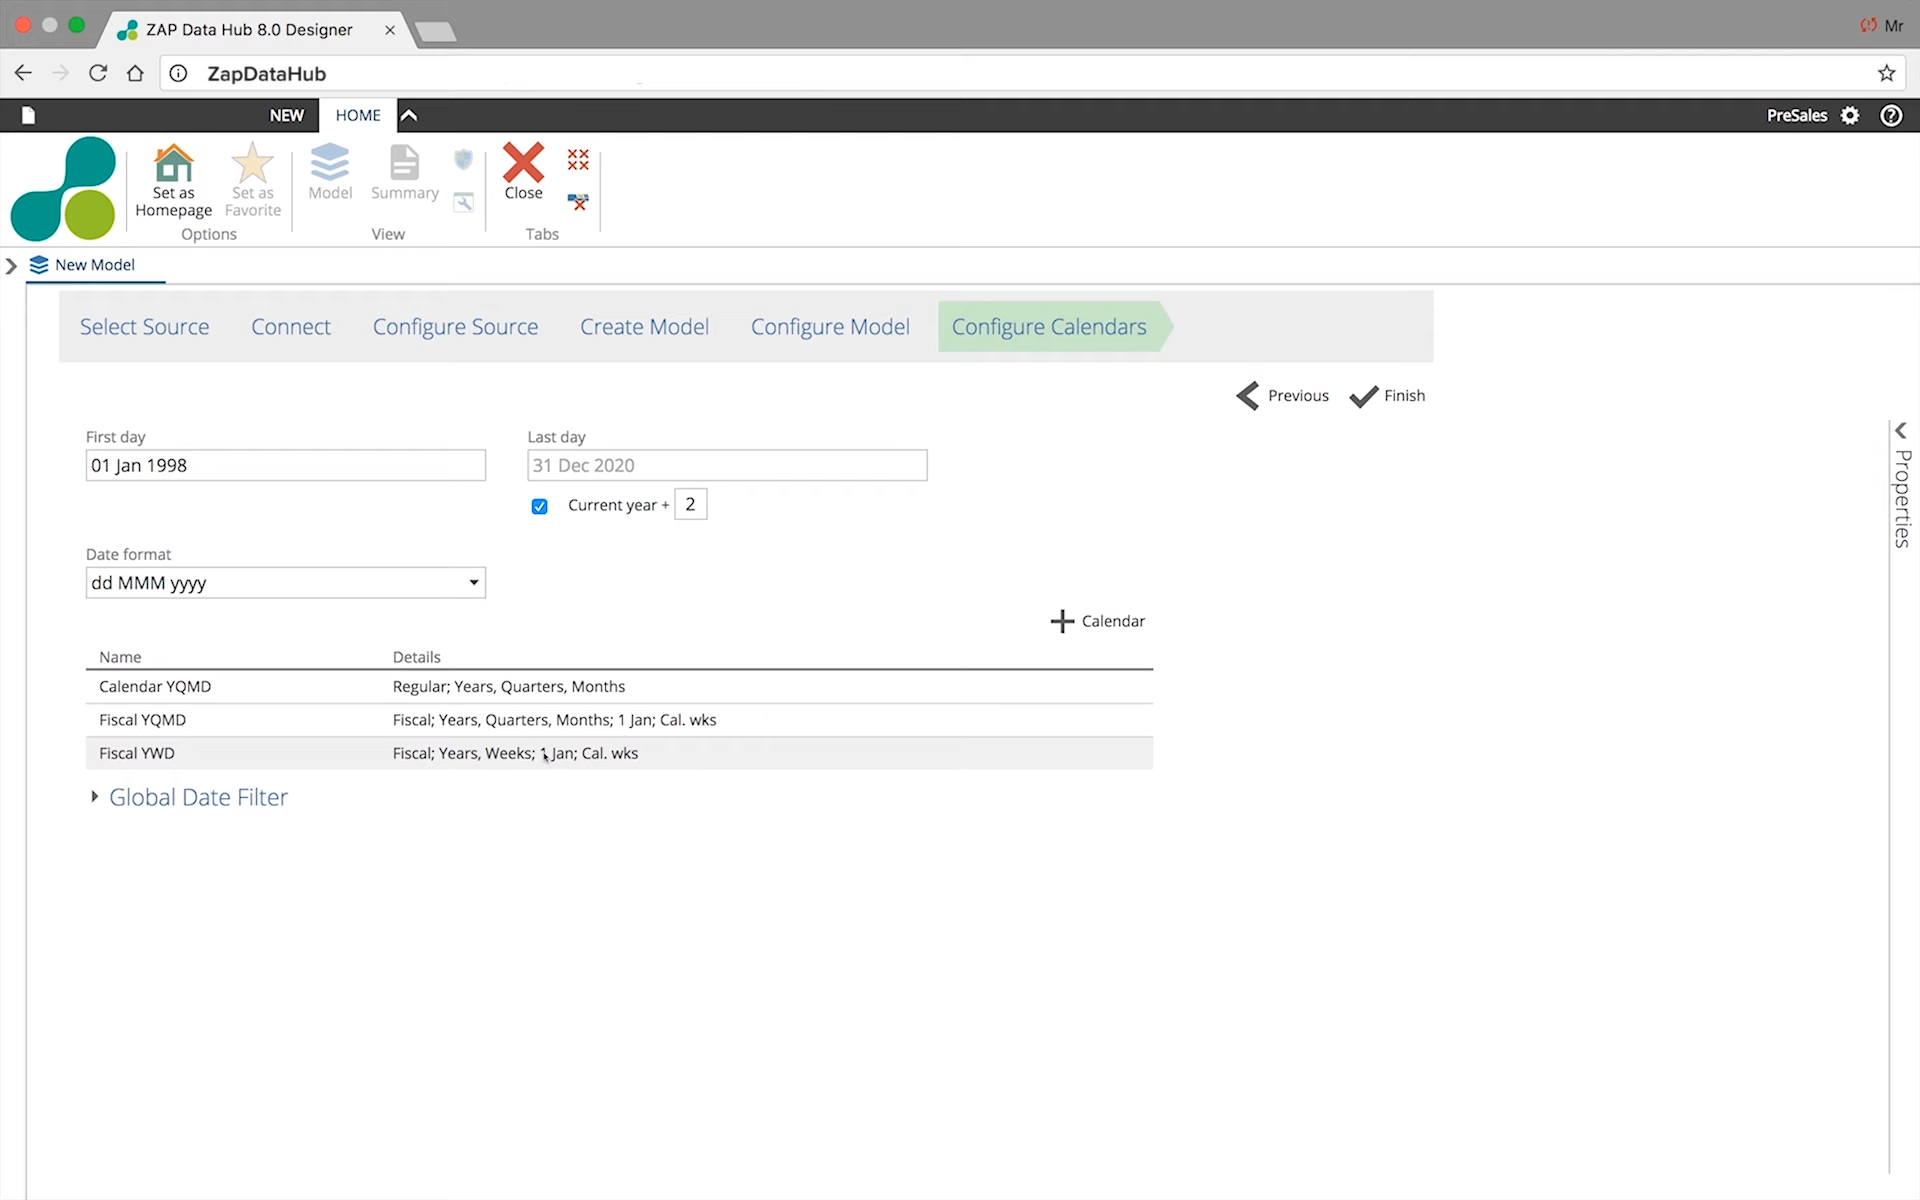 ZAP Data Hub 8.0 Designer
Mr
ZapDataHub
NEW HOME PreSales
Set as Homepage
Set as Favorite
Options
Model
Summary
View
Close
Tabs
New Model
Select Source Connect Configure Source Create Model Configure Model Configure Calendars
Previous Finish
First day Last day
01 Jan 1998 31 Dec 2020
Current year + 2
Date format
dd MMM yyyy
Calendar
Name Details
Calendar YQMD Regular; Years, Quarters, Months
Fiscal YQMD Fiscal; Years, Quarters, Months; 1 Jan; Cal. wks
Fiscal YWD Fiscal; Years, Weeks; 1 Jan; Cal. wks
Global Date Filter
Properties